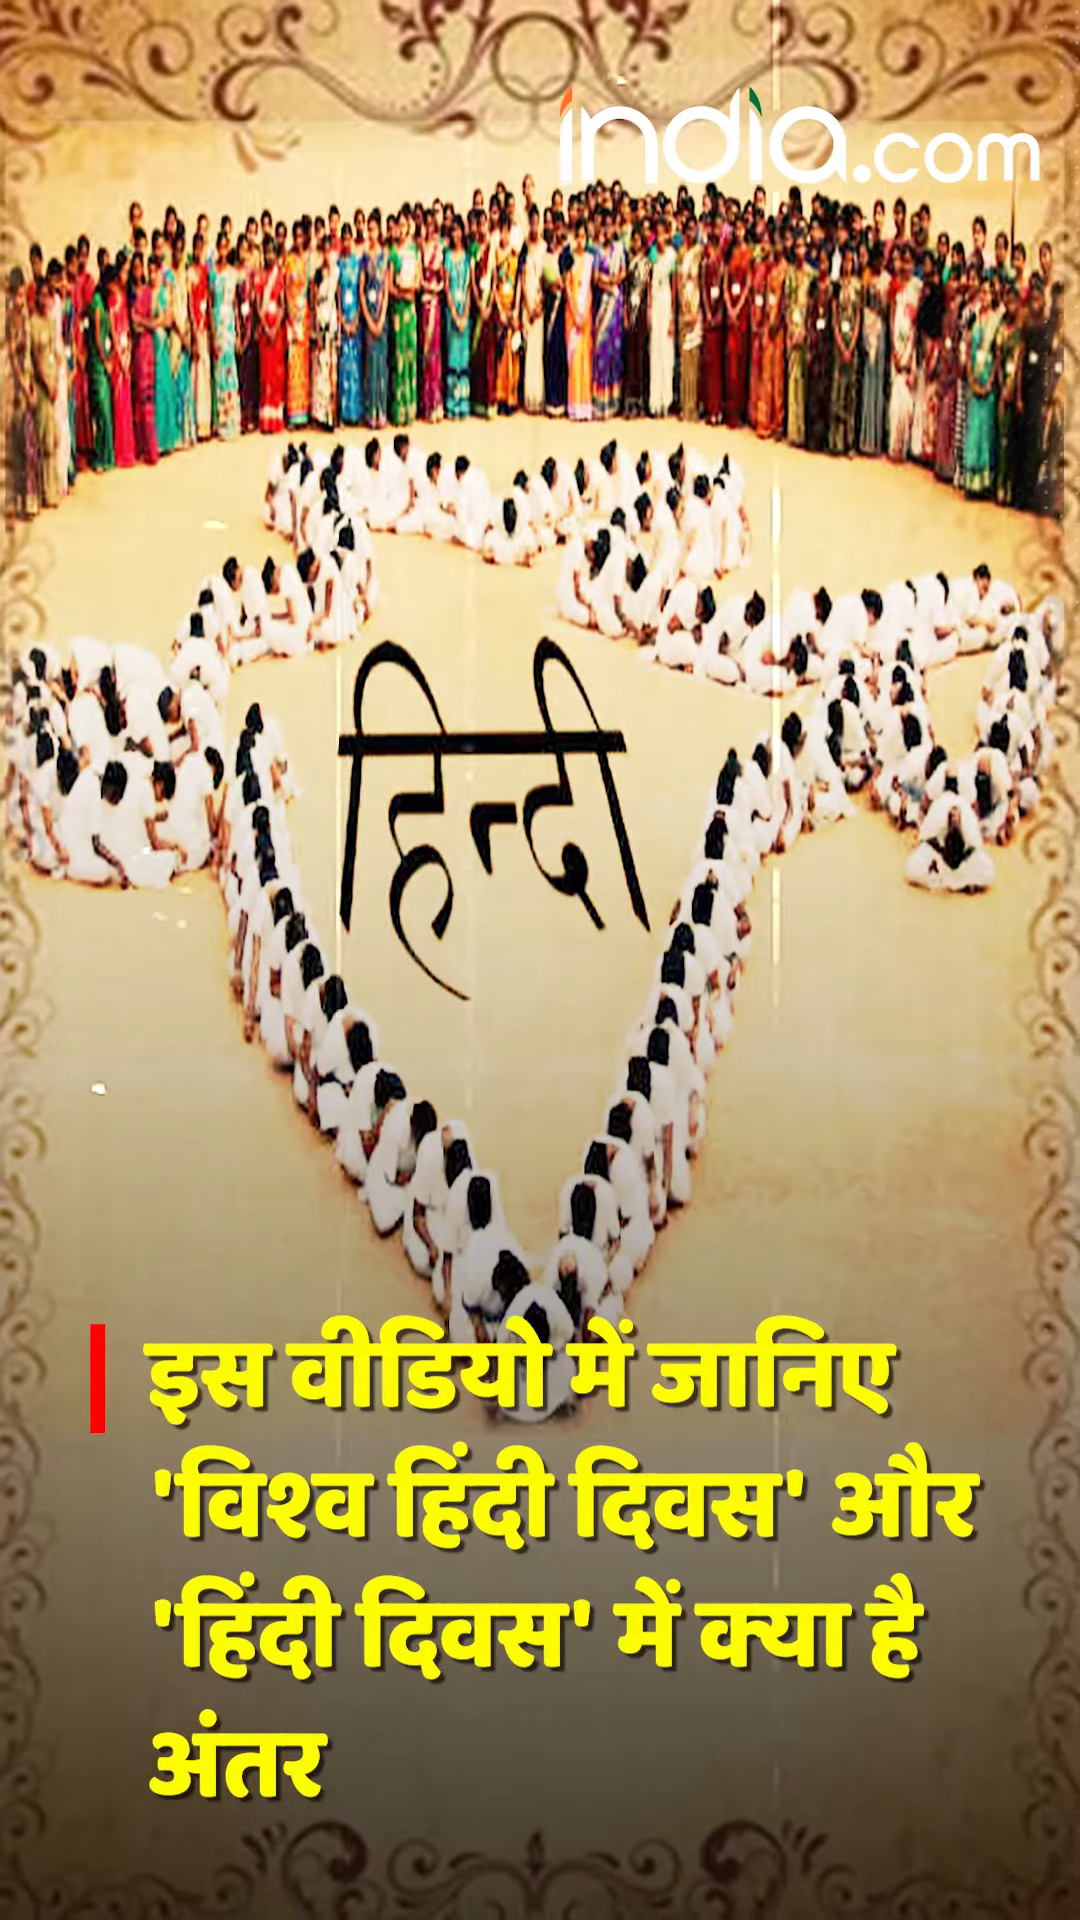 india.com
हिन्दी
इस वीडियो में जानिए
'विश्व हिंदी दिवस' और
'हिंदी दिवस' में क्या है
अंतर